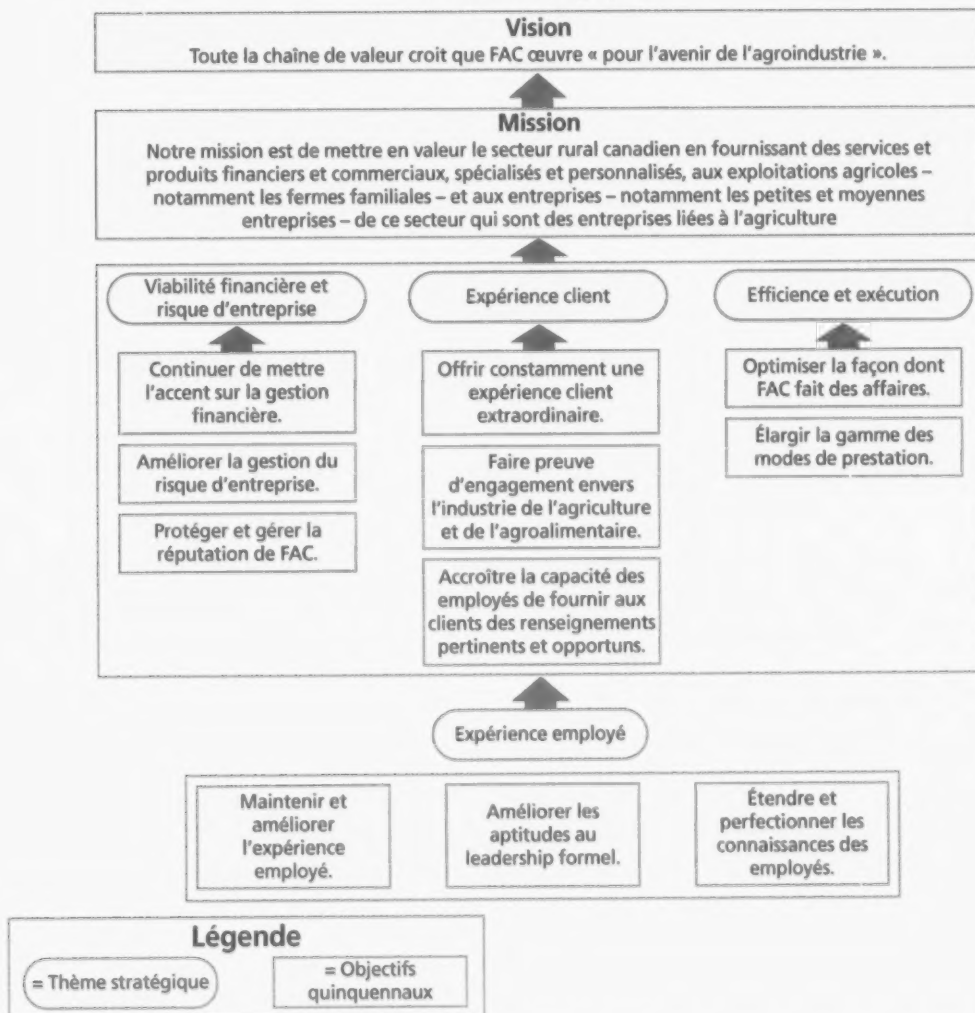 Vision
Toute la chaîne de valeur croit que FAC œuvre « pour l'avenir de l'agroindustrie ».
Mission
Notre mission est de mettre en valeur le secteur rural canadien en fournissant des services et
produits financiers et commerciaux, spécialisés et personnalisés, aux exploitations agricoles –
notamment les fermes familiales – et aux entreprises – notamment les petites et moyennes
entreprises – de ce secteur qui sont des entreprises liées à l'agriculture
Viabilité financière et
risque d'entreprise
Continuer de mettre
l'accent sur la gestion
financière.
Améliorer la gestion du
risque d'entreprise.
Protéger et gérer la
réputation de FAC.
Expérience client
Offrir constamment une
expérience client
extraordinaire.
Faire preuve
d'engagement envers
l'industrie de l'agriculture
et de l'agroalimentaire.
Accroître la capacité des
employés de fournir aux
clients des renseignements
pertinents et opportuns.
Efficience et exécution
Optimiser la façon dont
FAC fait des affaires.
Élargir la gamme des
modes de prestation.
Expérience employé
Maintenir et
améliorer
l'expérience
employé.
Améliorer les
aptitudes au
leadership formel.
Étendre et
perfectionner les
connaissances des
employés.
Légende
= Thème stratégique
= Objectifs
quinquennaux